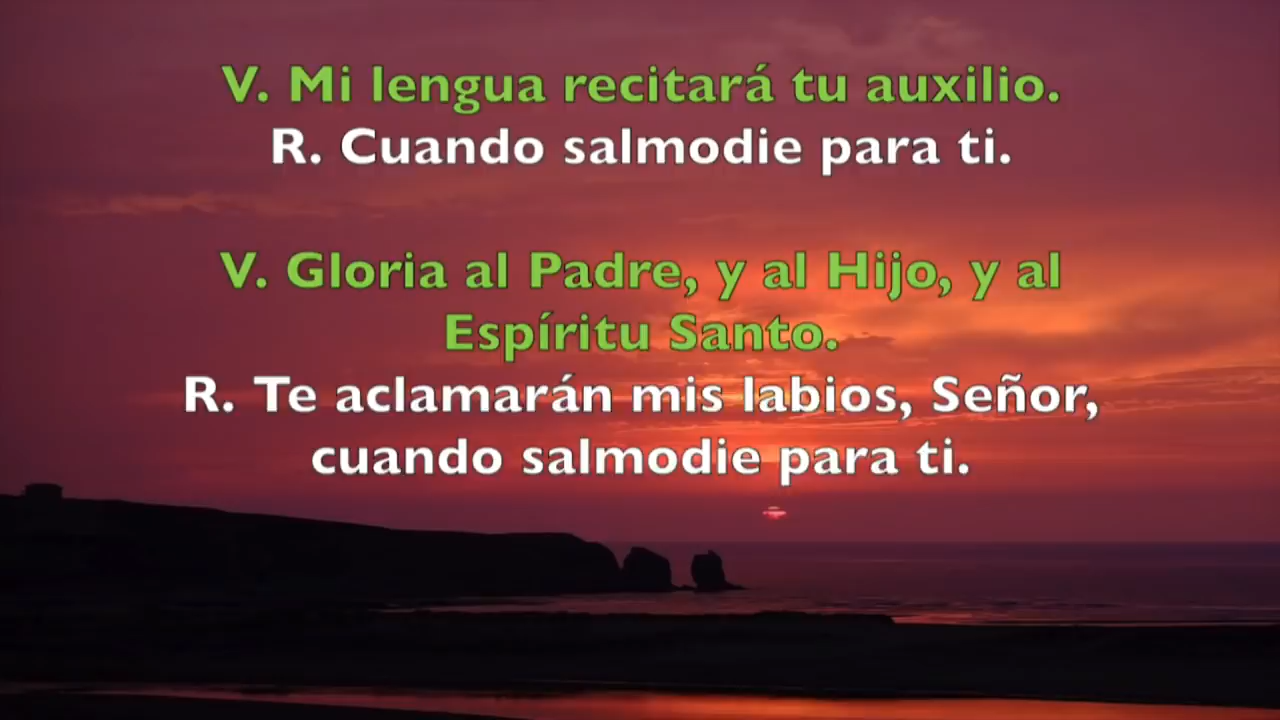 V. Mi lengua recitará tu auxilio.
R. Cuando salmodie para ti.
V. Gloria al Padre, y al Hijo, y al
Espíritu Santo.
R. Te aclamarán mis labios, Señor,
cuando salmodie para ti.